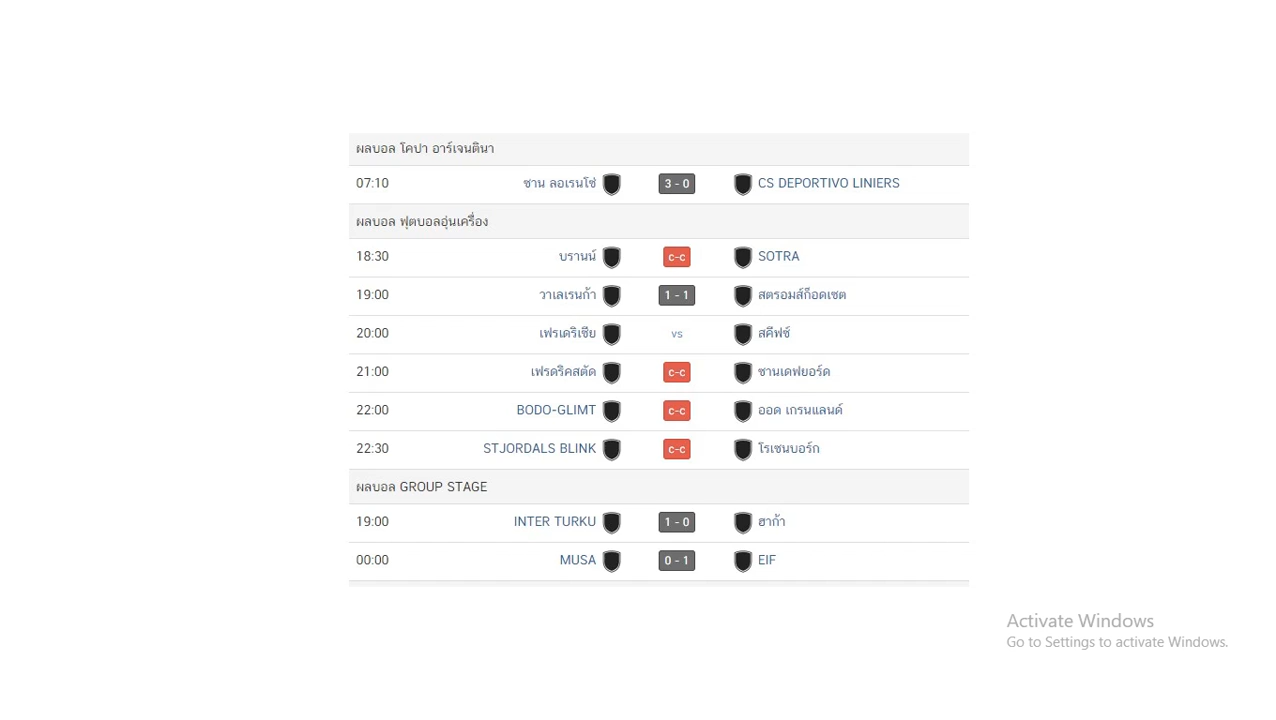 ผลบอล โคปา อาร์เจนตินา
07:10 ซาน ลอเรนโซ่ 3 - 0 CS DEPORTIVO LINIERS
ผลบอล ฟุตบอลอุ่นเครื่อง
18:30 บรานน์ c-c SOTRA
19:00 วาเลเรนก้า 1 - 1 สตรอมส์ก็อดเซต
20:00 เฟรเดริเซีย vs สคีฟซ์
21:00 เฟรดริคสตัด c-c ซานเดฟยอร์ด
22:00 BODO-GLIMT c-c ออด เกรนแลนด์
22:30 STJORDALS BLINK c-c โรเซนบอร์ก
ผลบอล GROUP STAGE
19:00 INTER TURKU 1 - 0 ฮาก้า
00:00 MUSA 0 - 1 EIF
Activate Windows
Go to Settings to activate Windows.